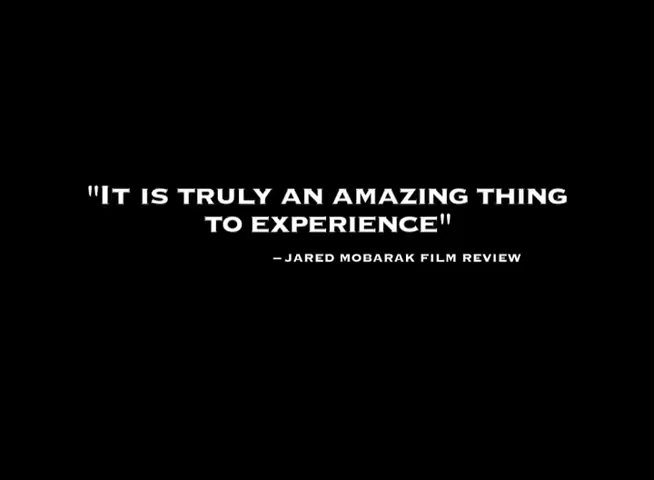 "It is truly an amazing thing
to experience"
–Jared Mobarak Film Review